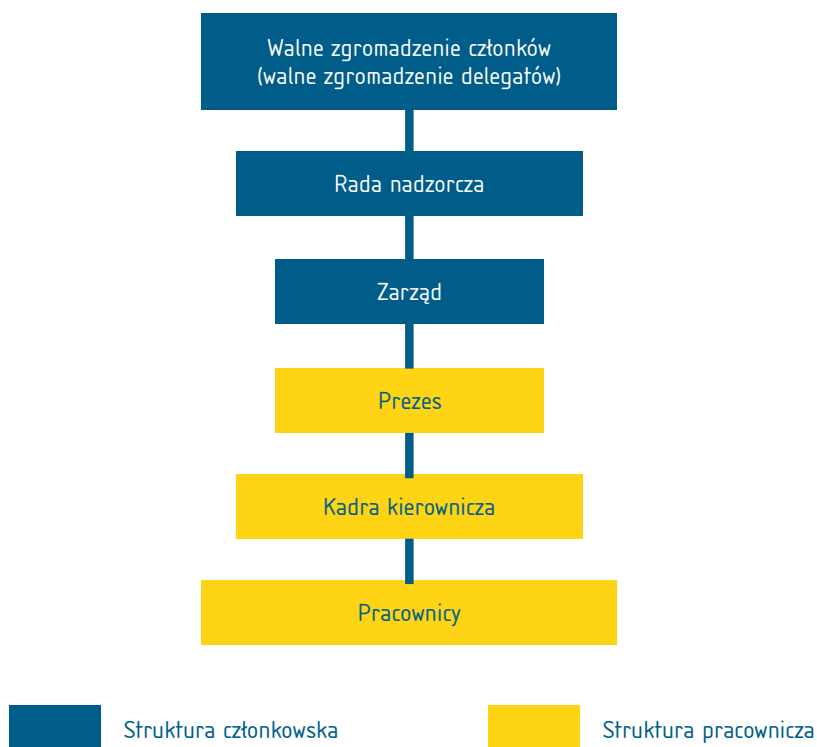 Walne zgromadzenie członków
(walne zgromadzenie delegatów)
Rada nadzorcza
Zarząd
Prezes
Kadra kierownicza
Pracownicy
Struktura członkowska
Struktura pracownicza